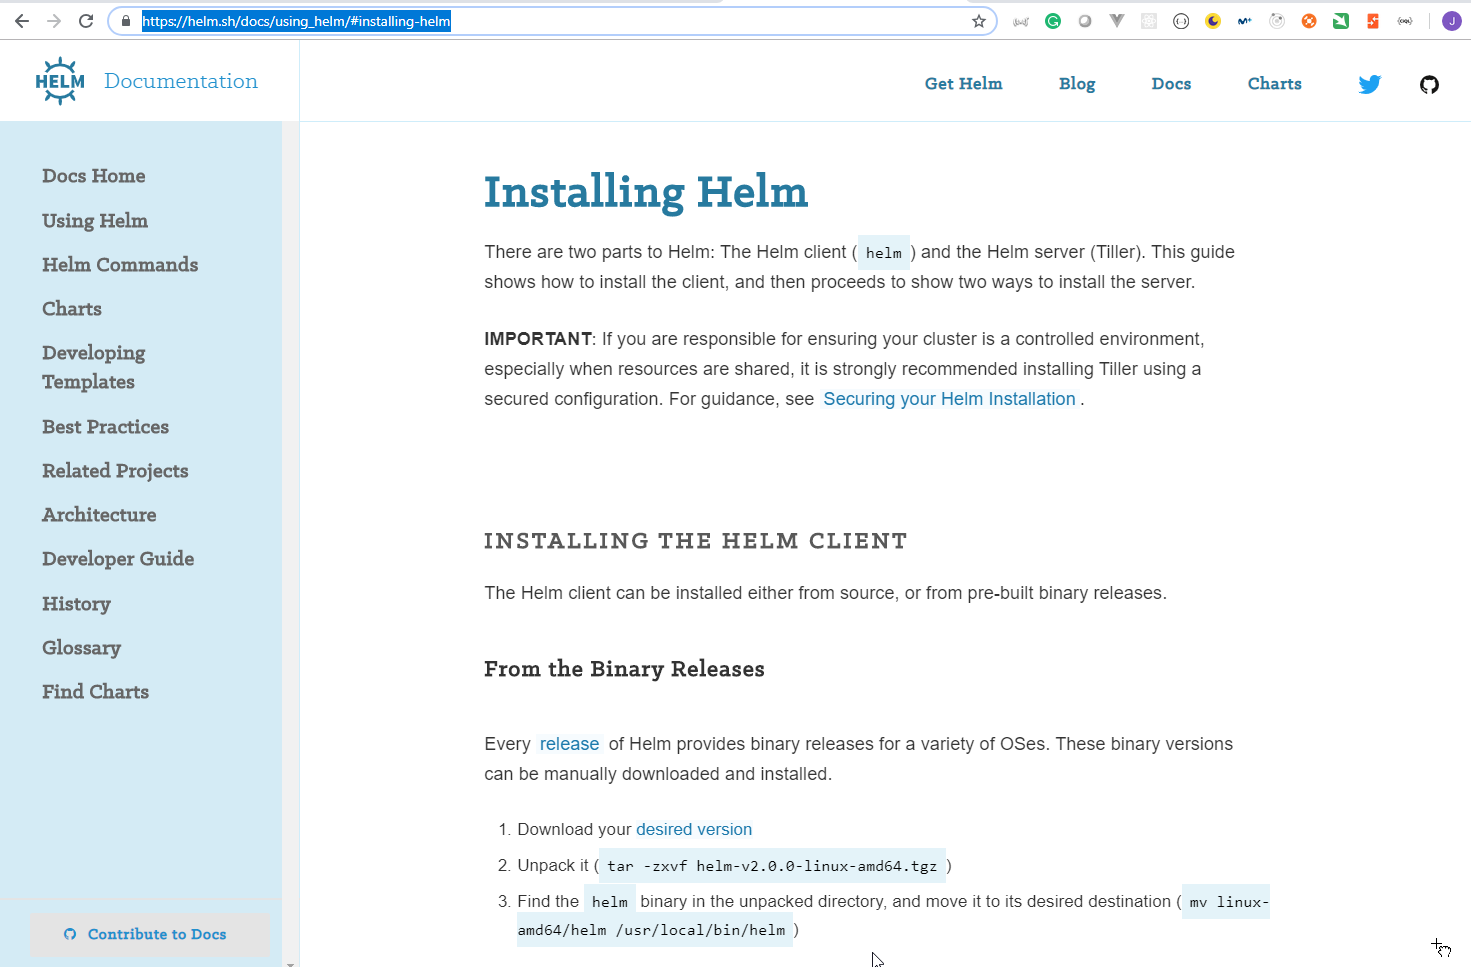 https://helm.sh/docs/using_helm/#installing-helm
J
HELM Documentation
Get Helm Blog Docs Charts
Docs Home
Using Helm
Helm Commands
Charts
Developing
Templates
Best Practices
Related Projects
Architecture
Developer Guide
History
Glossary
Find Charts
Contribute to Docs
Installing Helm
There are two parts to Helm: The Helm client ( helm ) and the Helm server (Tiller). This guide
shows how to install the client, and then proceeds to show two ways to install the server.
IMPORTANT: If you are responsible for ensuring your cluster is a controlled environment,
especially when resources are shared, it is strongly recommended installing Tiller using a
secured configuration. For guidance, see Securing your Helm Installation .
INSTALLING THE HELM CLIENT
The Helm client can be installed either from source, or from pre-built binary releases.
From the Binary Releases
Every release of Helm provides binary releases for a variety of OSes. These binary versions
can be manually downloaded and installed.
1. Download your desired version
2. Unpack it ( tar -zxvf helm-v2.0.0-linux-amd64.tgz )
3. Find the helm binary in the unpacked directory, and move it to its desired destination ( mv linux-
amd64/helm /usr/local/bin/helm )